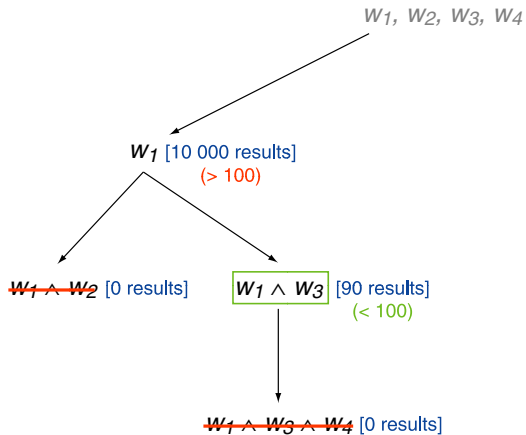 w1, w2, w3, w4
w1 [10 000 results]
(> 100)
w1 ∧ w2 [0 results]
w1 ∧ w3 [90 results]
(< 100)
w1 ∧ w3 ∧ w4 [0 results]